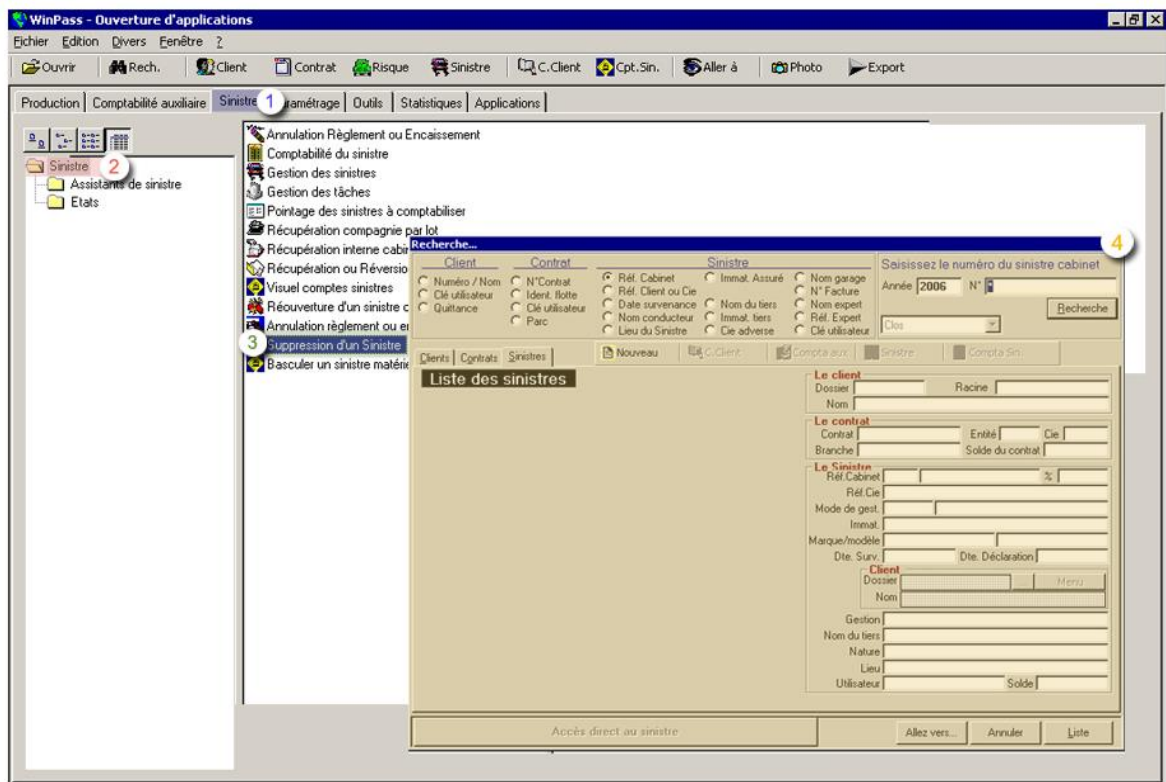 WinPass - Ouverture d'applications
Fichier Edition Divers Fenêtre ?
Ouvrir Rech. Client Contrat Risque Sinistre C.Client Cpt.Sin. Aller à Photo Export
Production Comptabilité auxiliaire Sinistre 1 Paramétrage Outils Statistiques Applications
Sinistre 2
Assistants de sinistre
Etats
Annulation Règlement ou Encaissement
Comptabilité du sinistre
Gestion des sinistres
Gestion des tâches
Pointage des sinistres à comptabiliser
Récupération compagnie par lot
Récupération interne cabi
Récupération ou Réversio
Visuel comptes sinistres
Réouverture d'un sinistre c
Annulation règlement ou e
3 Suppression d'un Sinistre
Basculer un sinistre matérie
Recherche... 4
Client Contrat Sinistre Saisissez le numéro du sinistre cabinet
Numéro / Nom N°Contrat Réf. Cabinet Immat. Assuré Nom garage Année 2006 N°
Clé utilisateur Ident. flotte Réf. Client ou Cie N° Facture
Quittance Clé utilisateur Date survenance Nom du tiers Nom expert Recherche
Parc Nom conducteur Immat. tiers Réf. Expert Clos
Lieu du Sinistre Cie adverse Clé utilisateur
Clients Contrats Sinistres Nouveau C.Client Compta aux Sinistre Compta Sin.
Liste des sinistres
Le client
Dossier Racine
Nom
Le contrat
Contrat Entité Cie
Branche Solde du contrat
Le Sinistre
Réf.Cabinet %
Réf.Cie
Mode de gest.
Immat.
Marque/modèle
Dte. Surv. Dte. Déclaration
Client
Dossier Menu
Nom
Gestion
Nom du tiers
Nature
Lieu
Utilisateur Solde
Accès direct au sinistre Allez vers... Annuler Liste